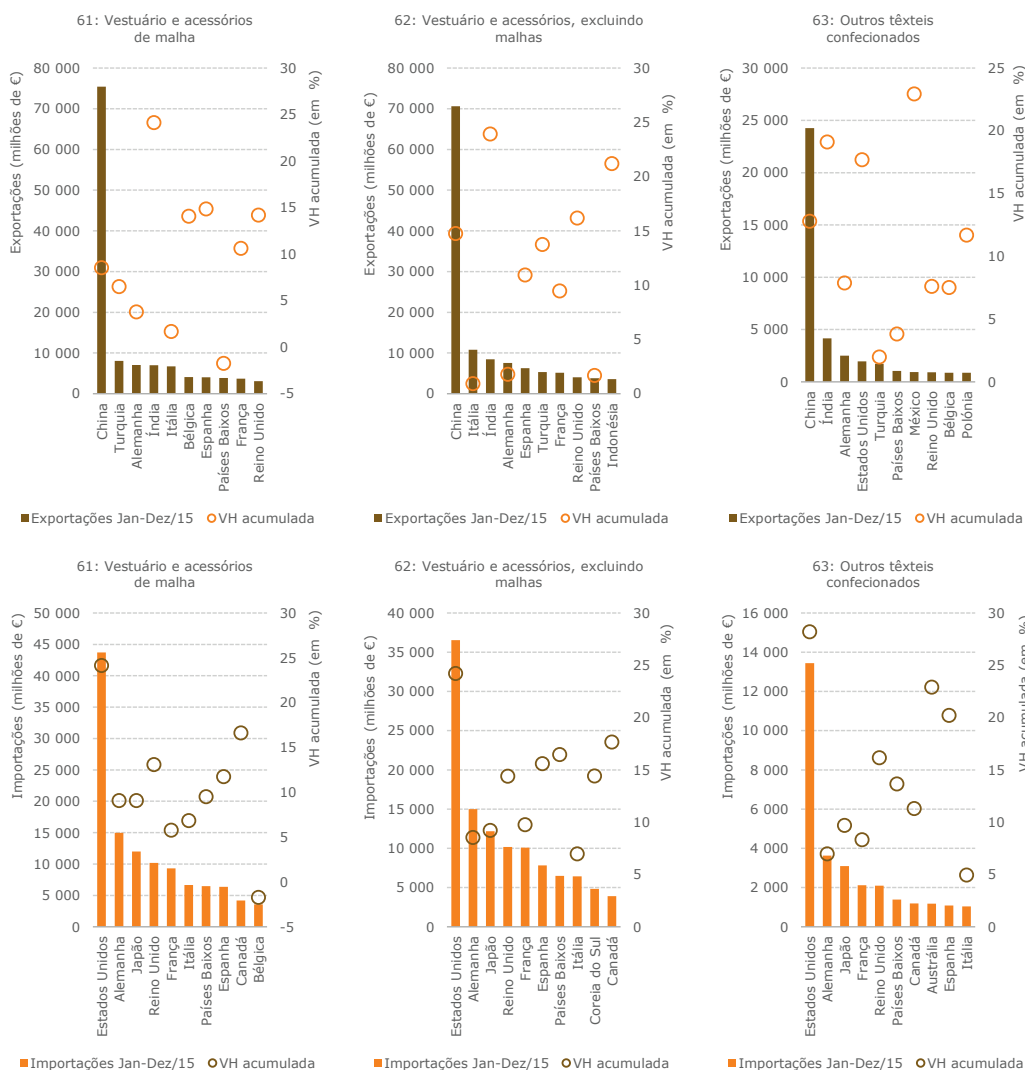 61: Vestuário e acessórios
de malha
Exportações (milhões de €)
80 000
70 000
60 000
50 000
40 000
30 000
20 000
10 000
0
30
25
20
15
10
5
0
-5
VH acumulada (em %)
China
Turquia
Alemanha
Índia
Itália
Bélgica
Espanha
Países Baixos
França
Reino Unido
Exportações Jan-Dez/15 VH acumulada
62: Vestuário e acessórios, excluindo
malhas
Exportações (milhões de €)
80 000
70 000
60 000
50 000
40 000
30 000
20 000
10 000
0
30
25
20
15
10
5
0
VH acumulada (em %)
China
Itália
Índia
Alemanha
Espanha
Turquia
França
Reino Unido
Países Baixos
Indonésia
Exportações Jan-Dez/15 VH acumulada
63: Outros têxteis
confecionados
Exportações (milhões de €)
30 000
25 000
20 000
15 000
10 000
5 000
0
25
20
15
10
5
0
VH acumulada (em %)
China
Índia
Alemanha
Estados Unidos
Turquia
Países Baixos
México
Reino Unido
Bélgica
Polónia
Exportações Jan-Dez/15 VH acumulada
61: Vestuário e acessórios
de malha
Importações (milhões de €)
50 000
45 000
40 000
35 000
30 000
25 000
20 000
15 000
10 000
5 000
0
30
25
20
15
10
5
0
-5
VH acumulada (em %)
Estados Unidos
Alemanha
Japão
Reino Unido
França
Itália
Países Baixos
Espanha
Canadá
Bélgica
Importações Jan-Dez/15 VH acumulada
62: Vestuário e acessórios, excluindo
malhas
Importações (milhões de €)
40 000
35 000
30 000
25 000
20 000
15 000
10 000
5 000
0
30
25
20
15
10
5
0
VH acumulada (em %)
Estados Unidos
Alemanha
Japão
Reino Unido
França
Espanha
Países Baixos
Itália
Coreia do Sul
Canadá
Importações Jan-Dez/15 VH acumulada
63: Outros têxteis
confecionados
Importações (milhões de €)
16 000
14 000
12 000
10 000
8 000
6 000
4 000
2 000
0
30
25
20
15
10
5
0
VH acumulada (em %)
Estados Unidos
Alemanha
Japão
França
Reino Unido
Países Baixos
Canadá
Austrália
Espanha
Itália
Importações Jan-Dez/15 VH acumulada